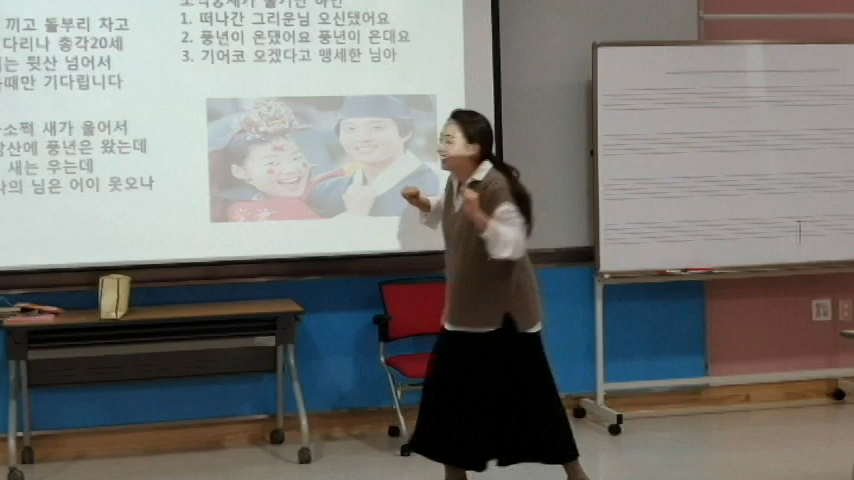 끼고 돌부리 차고
다리나 총각20세
뒷산 넘어서
때만 기다립니다
소쩍 새가 울어서
강산에 풍년은 왔는데
새는 우는데
님은 어이 못오나
1. 떠나간 그리운님 오신댔어요
2. 풍년이 온댔어요 풍년이 온대요
3. 기어코 오겠다고 맹세한 님아